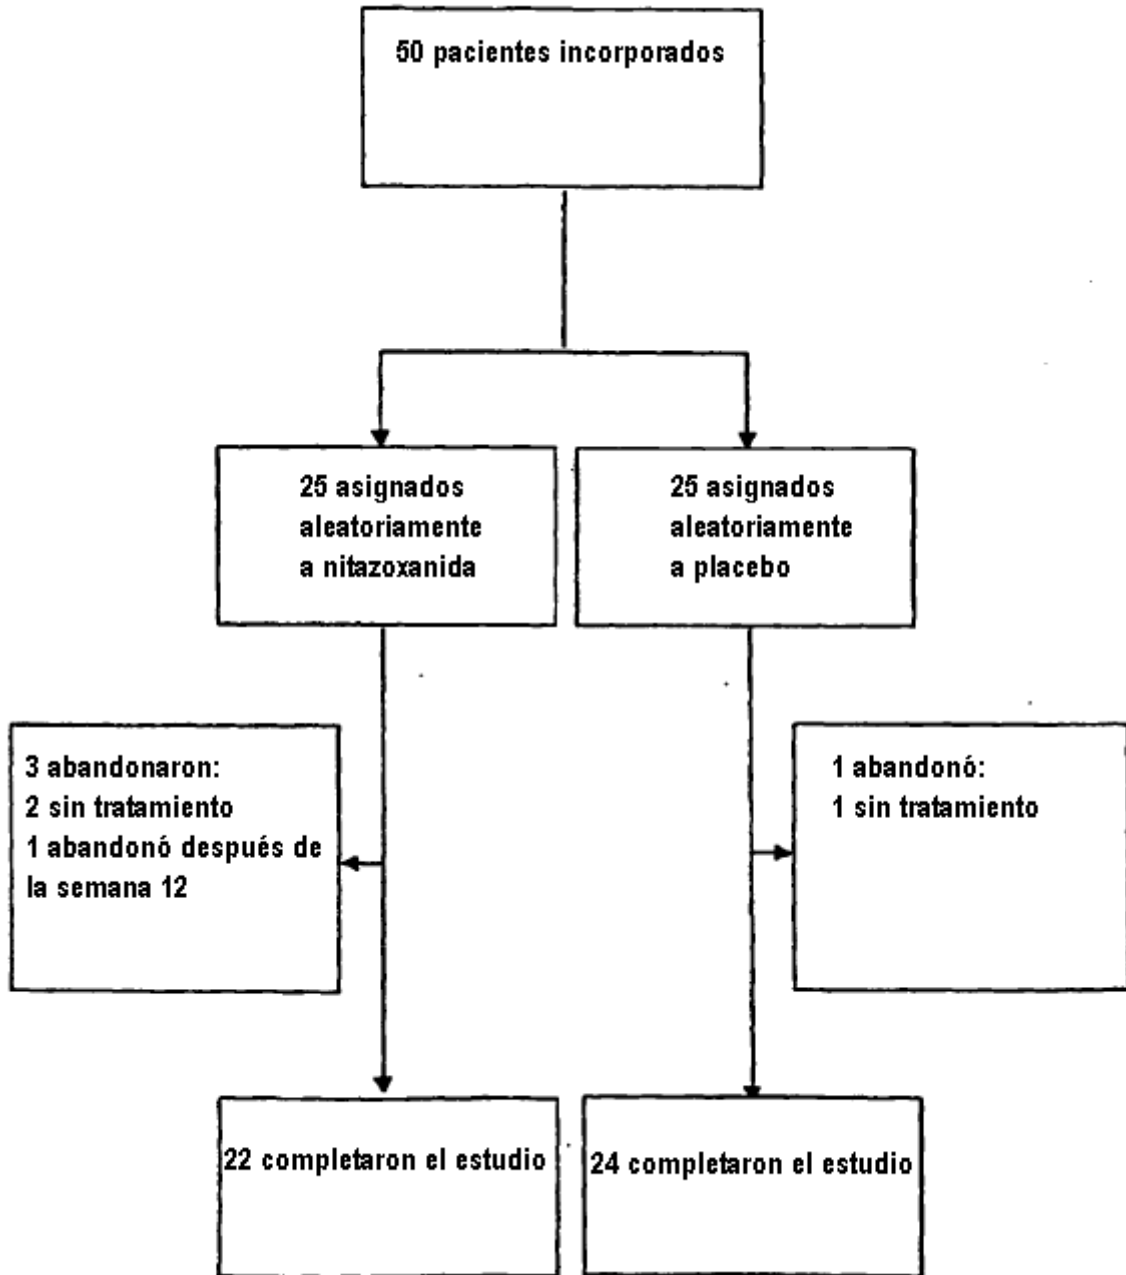 50 pacientes incorporados
25 asignados
aleatoriamente
a nitazoxanida
25 asignados
aleatoriamente
a placebo
3 abandonaron:
2 sin tratamiento
1 abandonó después de
la semana 12
1 abandonó:
1 sin tratamiento
22 completaron el estudio
24 completaron el estudio